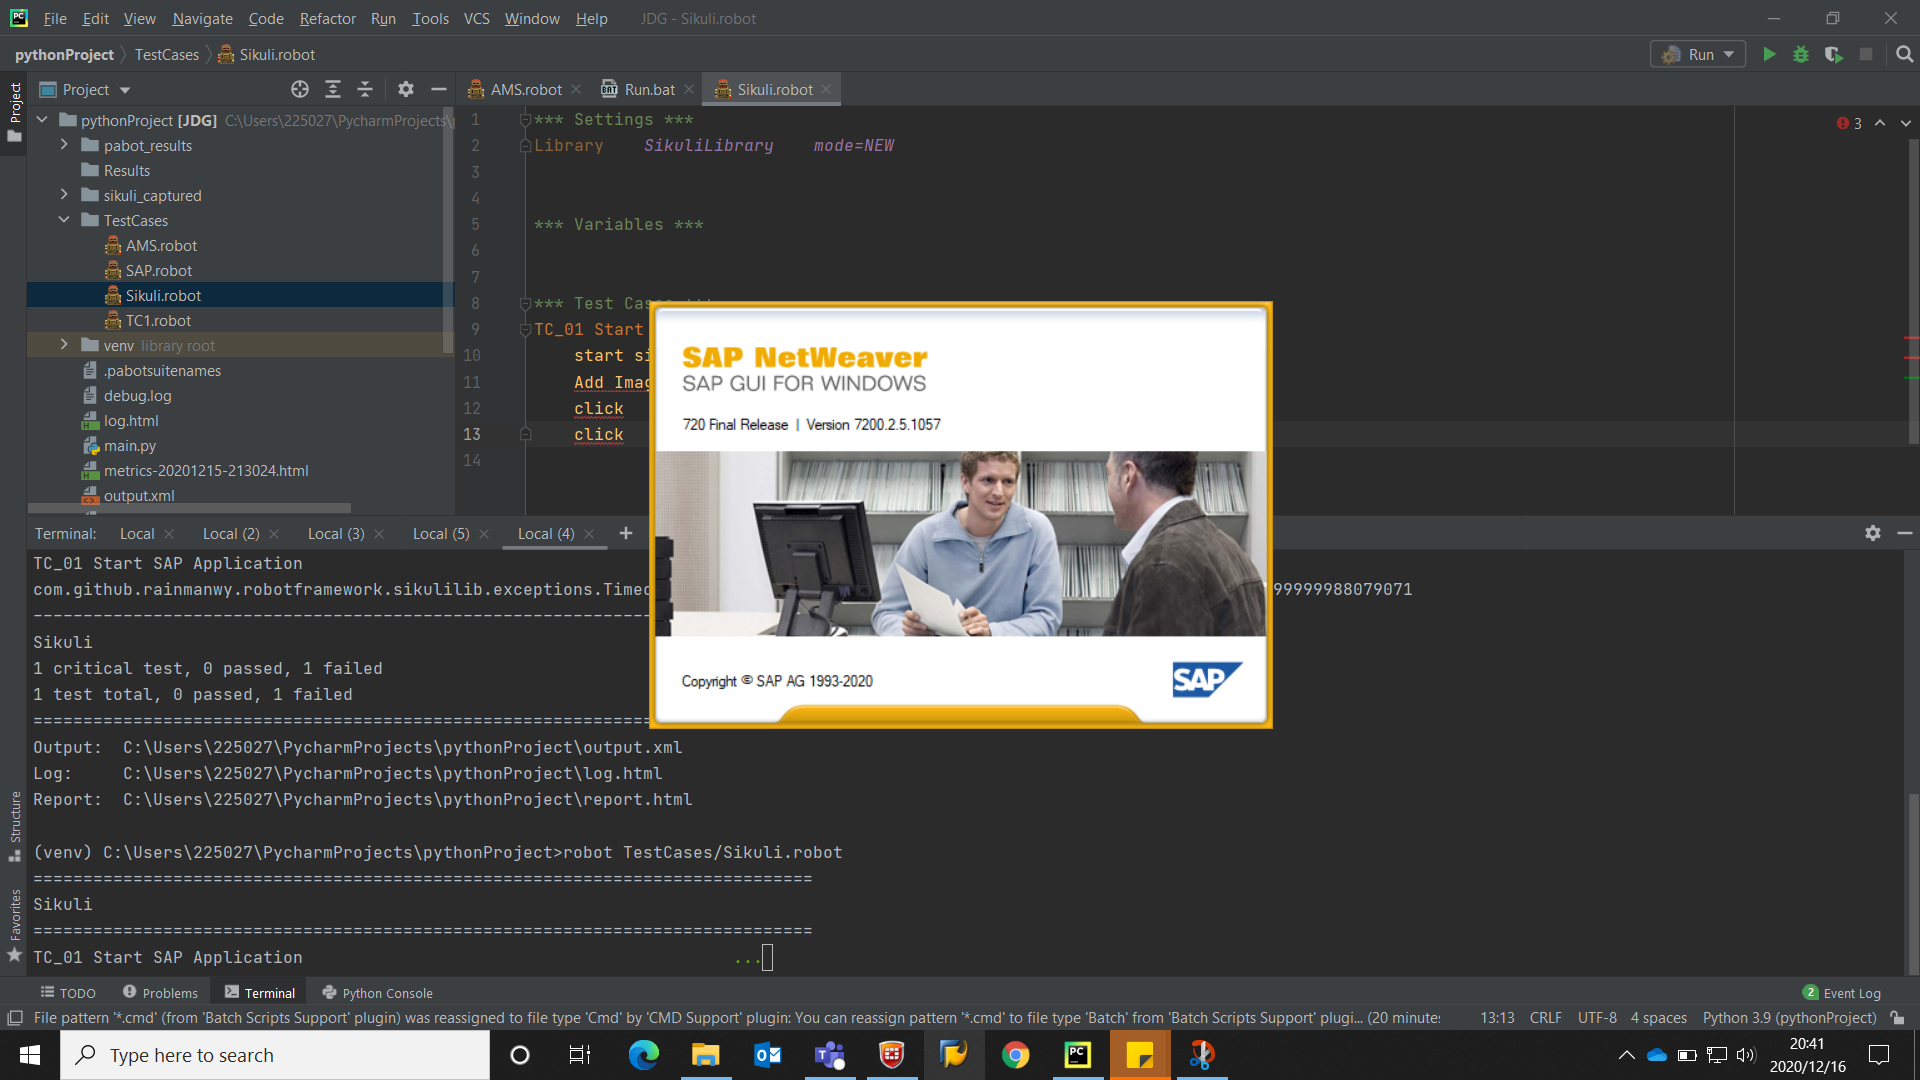 File Edit View Navigate Code Refactor Run Tools VCS Window Help JDG - Sikuli.robot
pythonProject TestCases Sikuli.robot Run
Project AMS.robot Run.bat Sikuli.robot
Project
pythonProject [JDG] C:\Users\225027\PycharmProjects\
pabot_results
Results
sikuli_captured
TestCases
AMS.robot
SAP.robot
Sikuli.robot
TC1.robot
venv library root
.pabotsuitenames
debug.log
log.html
main.py
metrics-20201215-213024.html
output.xml
1 *** Settings ***
2 Library SikuliLibrary mode=NEW
3
4
5 *** Variables ***
6
7
8 *** Test Cas
9 TC_01 Start
10 start si
11 Add Imag
12 click
13 click
14
3
SAP NetWeaver
SAP GUI FOR WINDOWS
720 Final Release | Version 7200.2.5.1057
Copyright © SAP AG 1993-2020
SAP
Terminal: Local Local (2) Local (3) Local (5) Local (4)
TC_01 Start SAP Application
com.github.rainmanwy.robotframework.sikulilib.exceptions.Timeo 99999988079071
------------------------------------------------------------------------------
Sikuli
1 critical test, 0 passed, 1 failed
1 test total, 0 passed, 1 failed
==============================================================================
Output: C:\Users\225027\PycharmProjects\pythonProject\output.xml
Log: C:\Users\225027\PycharmProjects\pythonProject\log.html
Report: C:\Users\225027\PycharmProjects\pythonProject\report.html
(venv) C:\Users\225027\PycharmProjects\pythonProject>robot TestCases/Sikuli.robot
==============================================================================
Sikuli
==============================================================================
TC_01 Start SAP Application ...
Structure
Favorites
TODO Problems Terminal Python Console 2 Event Log
File pattern '*.cmd' (from 'Batch Scripts Support' plugin) was reassigned to file type 'Cmd' by 'CMD Support' plugin: You can reassign pattern '*.cmd' to file type 'Batch' from 'Batch Scripts Support' plugi... (20 minutes 13:13 CRLF UTF-8 4 spaces Python 3.9 (pythonProject)
Type here to search
20:41
2020/12/16